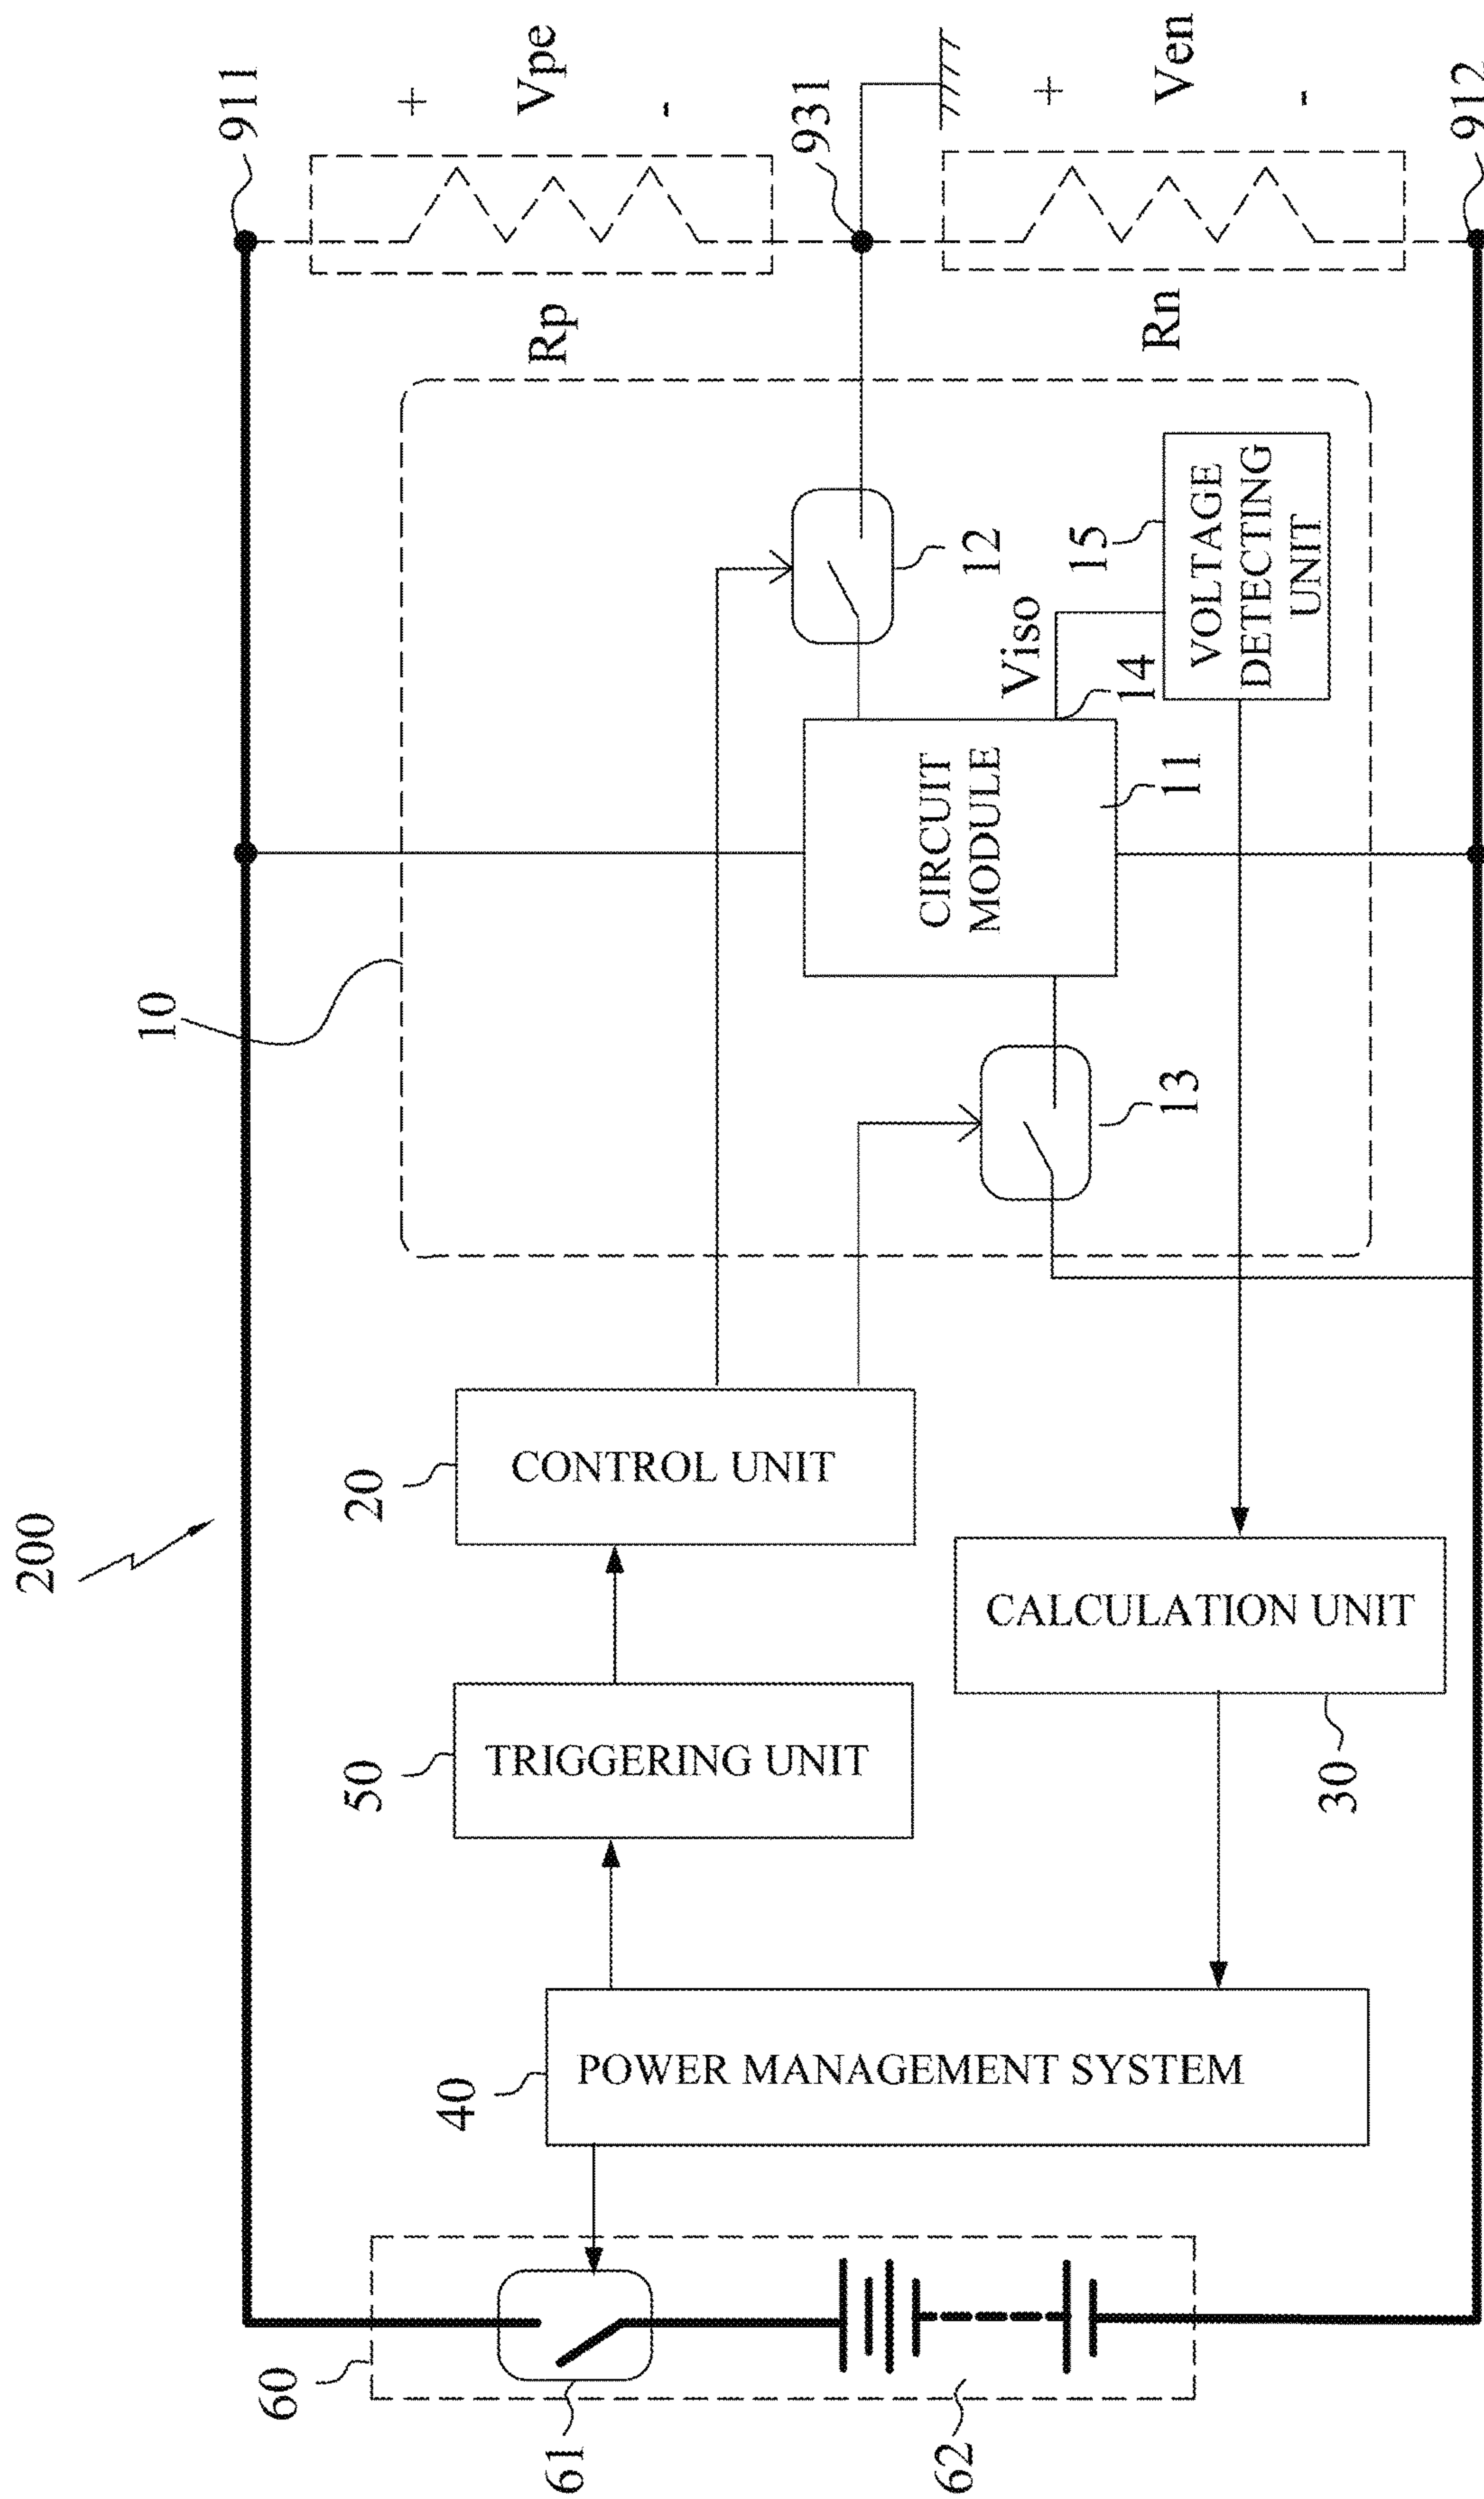 200
911
+
Vpe
-
Rp
931
+
Ven
-
Rn
912
10
12
Viso
14
15
VOLTAGE
DETECTING
UNIT
CIRCUIT
MODULE
11
13
20
CONTROL UNIT
50
TRIGGERING UNIT
CALCULATION UNIT
30
40
POWER MANAGEMENT SYSTEM
60
61
62